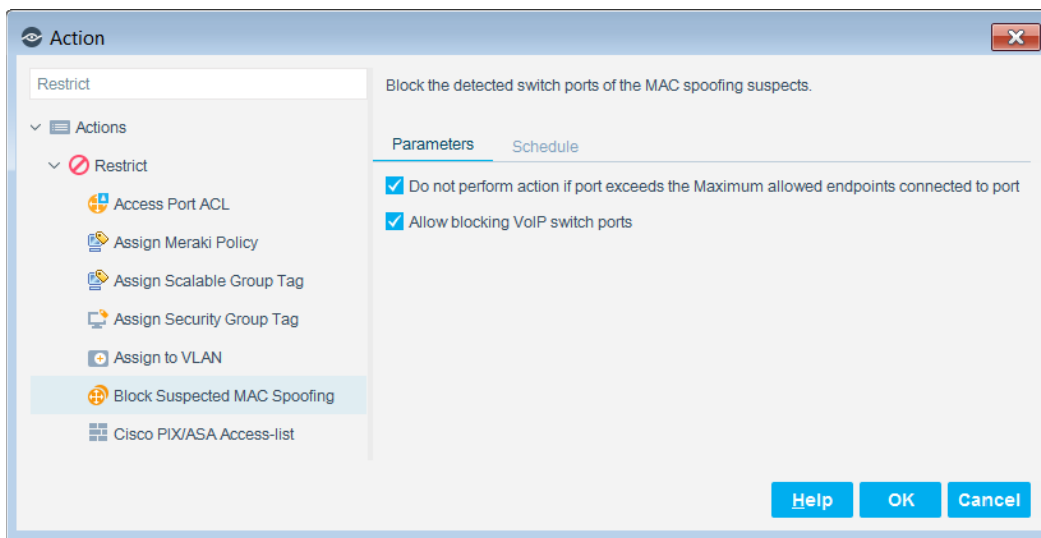 Action
Restrict
Actions
Restrict
Access Port ACL
Assign Meraki Policy
Assign Scalable Group Tag
Assign Security Group Tag
Assign to VLAN
Block Suspected MAC Spoofing
Cisco PIX/ASA Access-list
Block the detected switch ports of the MAC spoofing suspects.
Parameters Schedule
Do not perform action if port exceeds the Maximum allowed endpoints connected to port
Allow blocking VoIP switch ports
Help OK Cancel